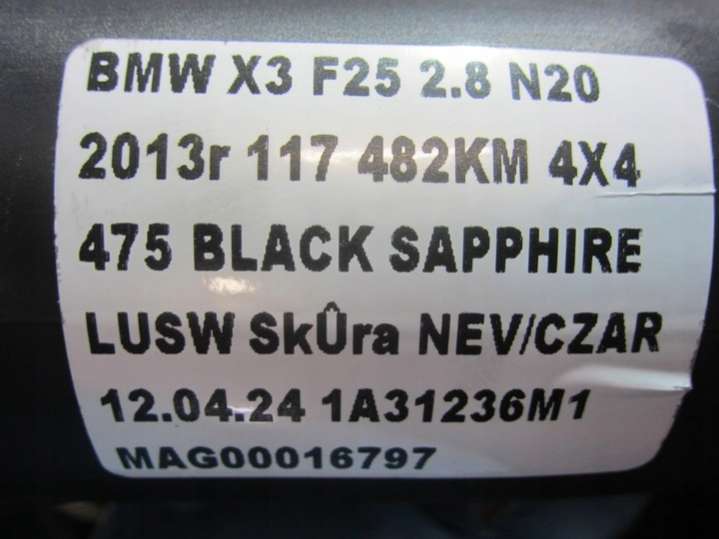 BMW X3 F25 2.8 N20
2013r 117 482KM 4X4
475 BLACK SAPPHIRE
LUSW SkÛra NEV/CZAR
12.04.24 1A31236M1
MAG00016797